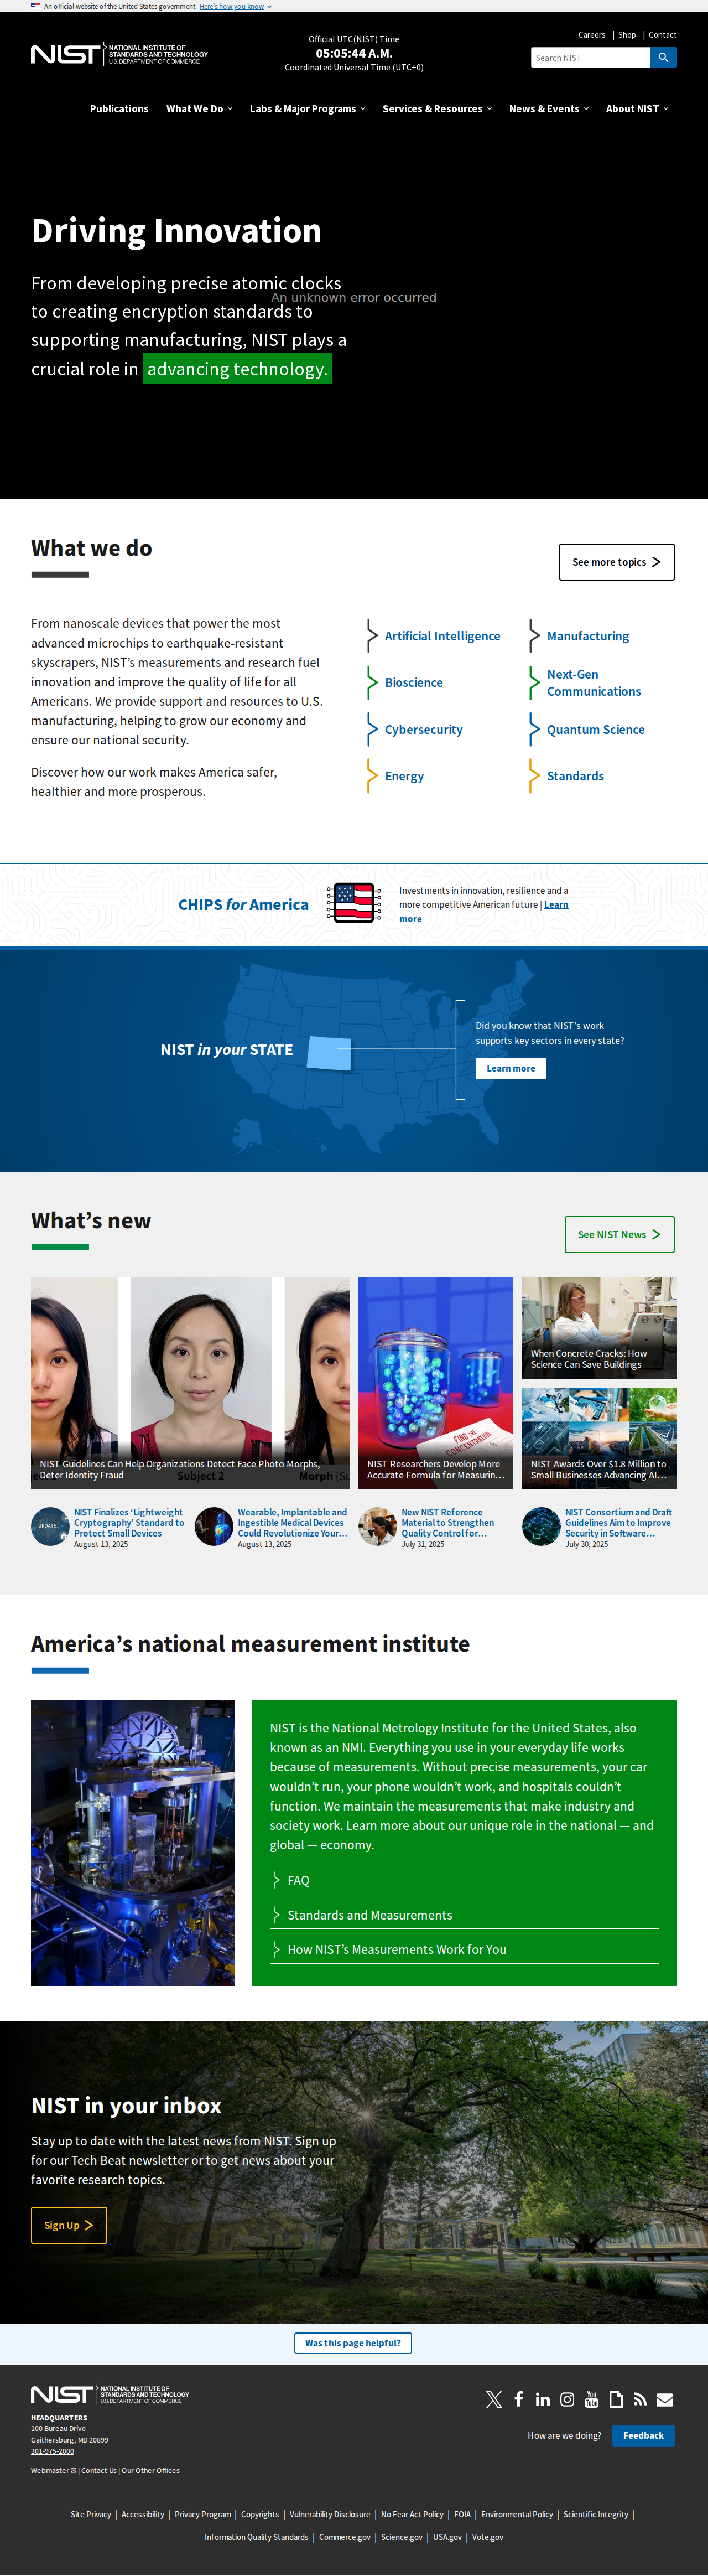 An official website of the United States government Here's how you know
NIST NATIONAL INSTITUTE OF
STANDARDS AND TECHNOLOGY
U.S. DEPARTMENT OF COMMERCE
Official UTC(NIST) Time
05:05:44 A.M.
Coordinated Universal Time (UTC+0)
Careers | Shop | Contact
Search NIST
Publications What We Do Labs & Major Programs Services & Resources News & Events About NIST
Driving Innovation
From developing precise atomic clocks
to creating encryption standards to
supporting manufacturing, NIST plays a
crucial role in advancing technology.
An unknown error occurred
What we do
See more topics
From nanoscale devices that power the most
advanced microchips to earthquake-resistant
skyscrapers, NIST’s measurements and research fuel
innovation and improve the quality of life for all
Americans. We provide support and resources to U.S.
manufacturing, helping to grow our economy and
ensure our national security.
Discover how our work makes America safer,
healthier and more prosperous.
Artificial Intelligence
Bioscience
Cybersecurity
Energy
Manufacturing
Next-Gen
Communications
Quantum Science
Standards
CHIPS for America
Investments in innovation, resilience and a
more competitive American future | Learn
more
NIST in your STATE
Did you know that NIST’s work
supports key sectors in every state?
Learn more
What’s new
See NIST News
Subject 2
Morph
NIST Guidelines Can Help Organizations Detect Face Photo Morphs,
Deter Identity Fraud
FIND THE
CONCENTRATION
NIST Researchers Develop More
Accurate Formula for Measurin…
When Concrete Cracks: How
Science Can Save Buildings
NIST Awards Over $1.8 Million to
Small Businesses Advancing AI…
UPDATE
NIST Finalizes ‘Lightweight
Cryptography’ Standard to
Protect Small Devices
August 13, 2025
Wearable, Implantable and
Ingestible Medical Devices
Could Revolutionize Your…
August 13, 2025
New NIST Reference
Material to Strengthen
Quality Control for…
July 31, 2025
NIST Consortium and Draft
Guidelines Aim to Improve
Security in Software…
July 30, 2025
America’s national measurement institute
NIST is the National Metrology Institute for the United States, also
known as an NMI. Everything you use in your everyday life works
because of measurements. Without precise measurements, your car
wouldn’t run, your phone wouldn’t work, and hospitals couldn’t
function. We maintain the measurements that make industry and
society work. Learn more about our unique role in the national — and
global — economy.
FAQ
Standards and Measurements
How NIST’s Measurements Work for You
NIST in your inbox
Stay up to date with the latest news from NIST. Sign up
for our Tech Beat newsletter or to get news about your
favorite research topics.
Sign Up
Was this page helpful?
NIST NATIONAL INSTITUTE OF
STANDARDS AND TECHNOLOGY
U.S. DEPARTMENT OF COMMERCE
HEADQUARTERS
100 Bureau Drive
Gaithersburg, MD 20899
301-975-2000
Webmaster | Contact Us | Our Other Offices
You Tube
How are we doing? Feedback
Site Privacy | Accessibility | Privacy Program | Copyrights | Vulnerability Disclosure | No Fear Act Policy | FOIA | Environmental Policy | Scientific Integrity |
Information Quality Standards | Commerce.gov | Science.gov | USA.gov | Vote.gov